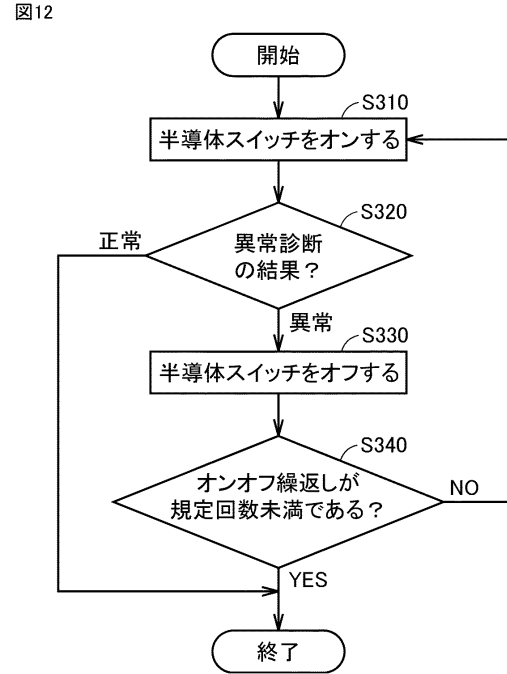 図12
開始
S310
半導体スイッチをオンする
S320
正常
異常診断
の結果？
異常
S330
半導体スイッチをオフする
S340
オンオフ繰返しが
規定回数未満である？
NO
YES
終了